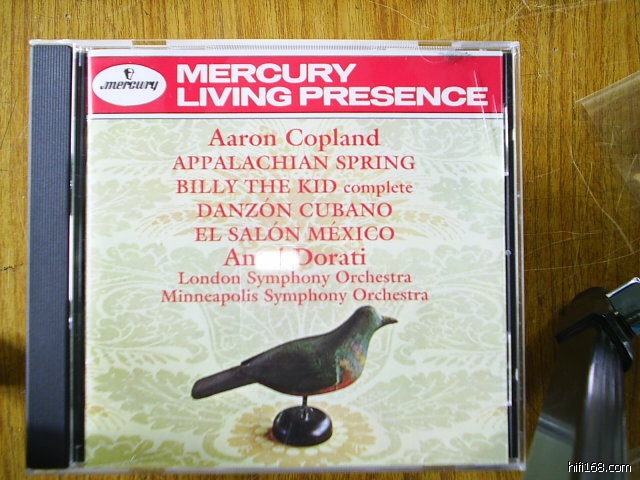 mercury
MERCURY
LIVING PRESENCE
Aaron Copland
APPALACHIAN SPRING
BILLY THE KID complete
DANZÓN CUBANO
EL SALÓN MÉXICO
Dorati
London Symphony Orchestra
Minneapolis Symphony Orchestra
hifi168.com